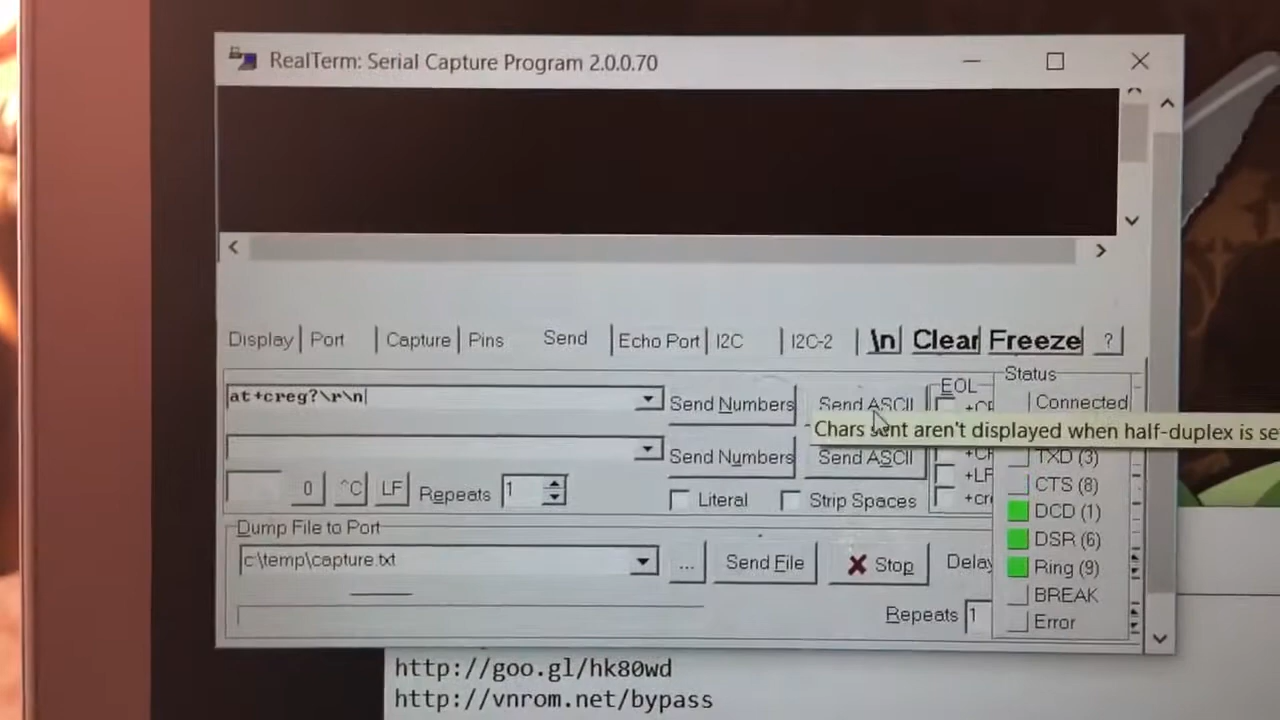 RealTerm: Serial Capture Program 2.0.0.70
Display Port Capture Pins Send Echo Port I2C I2C-2 \n Clear Freeze ?
at+creg?\r\n
Send Numbers Send ASCII
EOL
Status
Connected
Chars sent aren't displayed when half-duplex is se
Send Numbers Send ASCII
+LF
TXD (3)
CTS (8)
0 ^C LF Repeats 1
Literal Strip Spaces
+cr
DCD (1)
DSR (6)
Ring (9)
BREAK
Error
Dump File to Port
c:\temp\capture.txt
... Send File Stop Delay
Repeats 1
http://goo.gl/hk80wd
http://vnrom.net/bypass